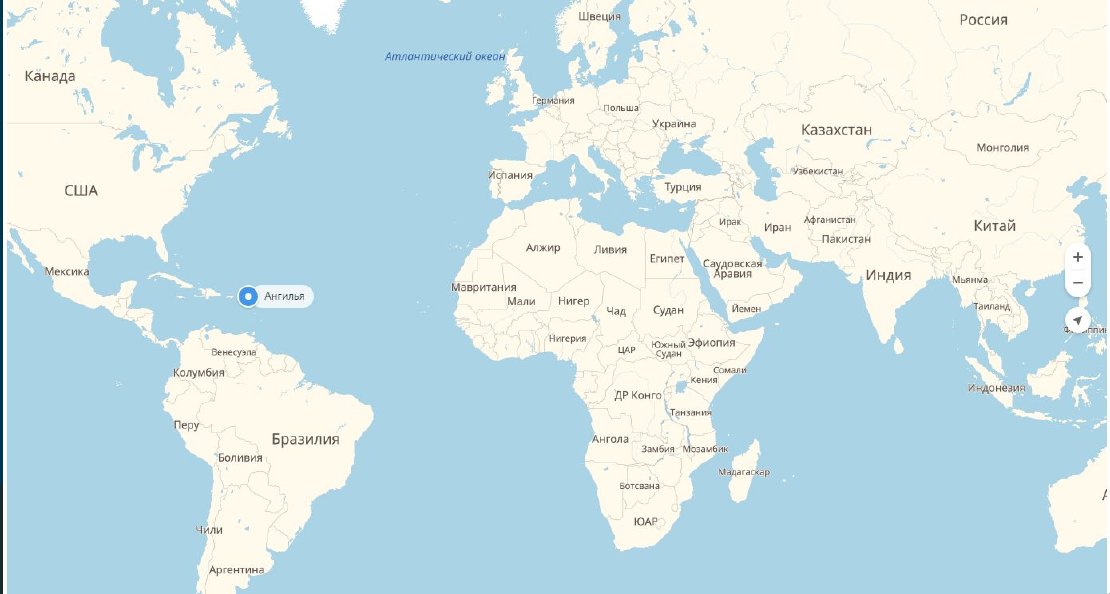 Швеция
Россия
Атлантический океан
Канада
Германия
Польша
Украина
Казахстан
Монголия
Испания
Узбекистан
США
Турция
Афганистан
Ирак
Иран
Китай
Пакистан
Алжир
Ливия
Египет
Саудовская
Аравия
Мексика
Индия
Мьянма
Мавритания
Ангилья
Мали
Нигер
Чад
Судан
Йемен
Таиланд
Нигерия
Южный
Судан
Эфиопия
ЦАР
Венесуэла
Колумбия
Сомали
Кения
Индонезия
ДР Конго
Танзания
Перу
Бразилия
Ангола
Замбия
Мозамбик
Боливия
Мадагаскар
Ботсвана
ЮАР
Чили
Аргентина